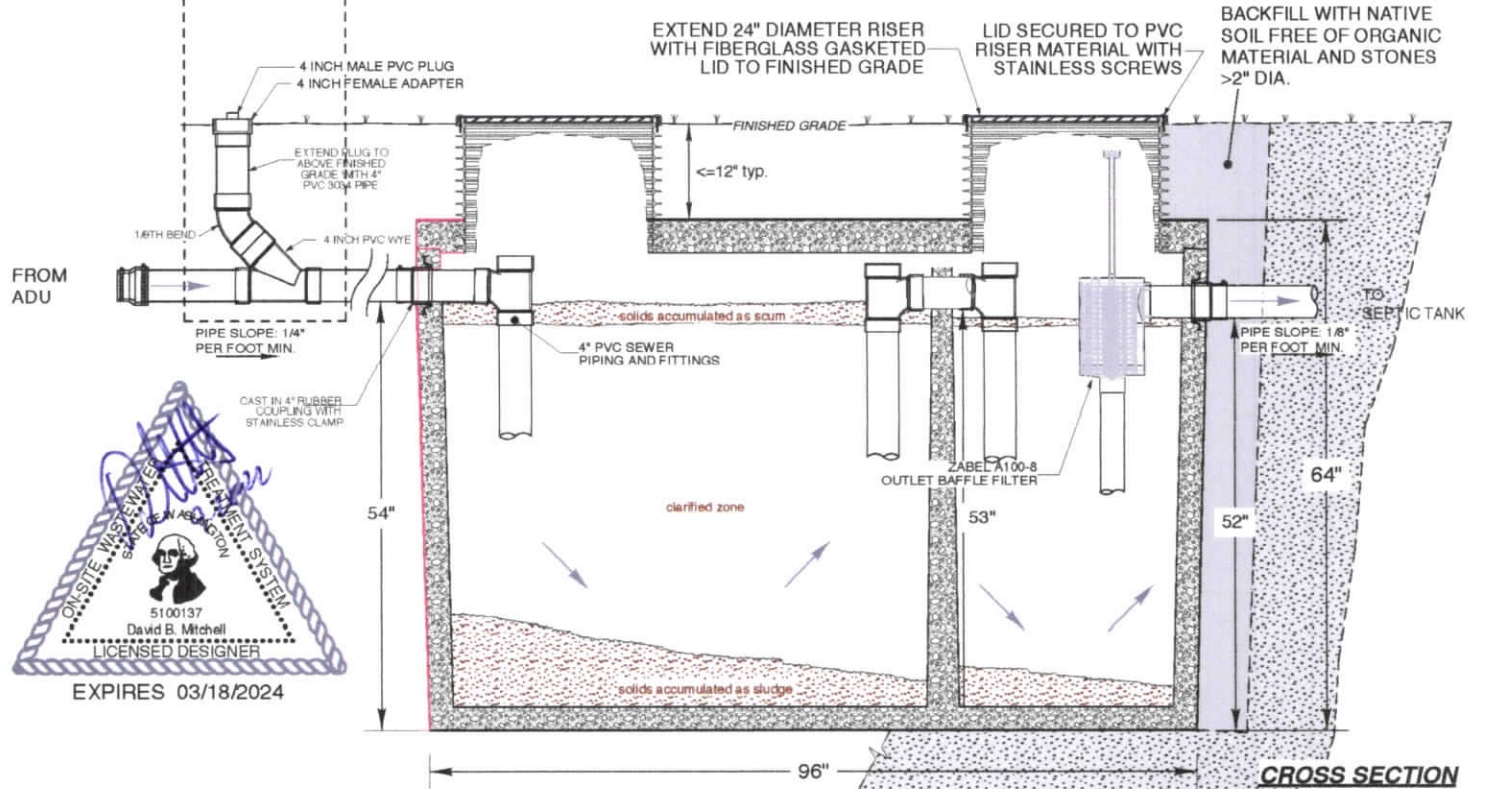 EXTEND 24" DIAMETER RISER
WITH FIBERGLASS GASKETED
LID TO FINISHED GRADE
LID SECURED TO PVC
RISER MATERIAL WITH
STAINLESS SCREWS
BACKFILL WITH NATIVE
SOIL FREE OF ORGANIC
MATERIAL AND STONES
>2" DIA.
4 INCH MALE PVC PLUG
4 INCH FEMALE ADAPTER
FINISHED GRADE
EXTEND PLUG TO
ABOVE FINISHED
GRADE WITH 4"
PVC 3034 PIPE
<=12" typ.
1/8TH BEND
4 INCH PVC WYE
FROM
ADU
TO
SEPTIC TANK
solids accumulated as scum
PIPE SLOPE: 1/4"
PER FOOT MIN.
PIPE SLOPE: 1/8"
PER FOOT MIN.
4" PVC SEWER
PIPING AND FITTINGS
CAST IN 4" RUBBER
COUPLING WITH
STAINLESS CLAMP
ZABEL A100-8
OUTLET BAFFLE FILTER
64"
54"
clarified zone
53"
52"
ON-SITE WASTEWATER TREATMENT SYSTEM
STATE OF WASHINGTON
5100137
David B. Mitchell
LICENSED DESIGNER
EXPIRES 03/18/2024
solids accumulated as sludge
96"
CROSS SECTION